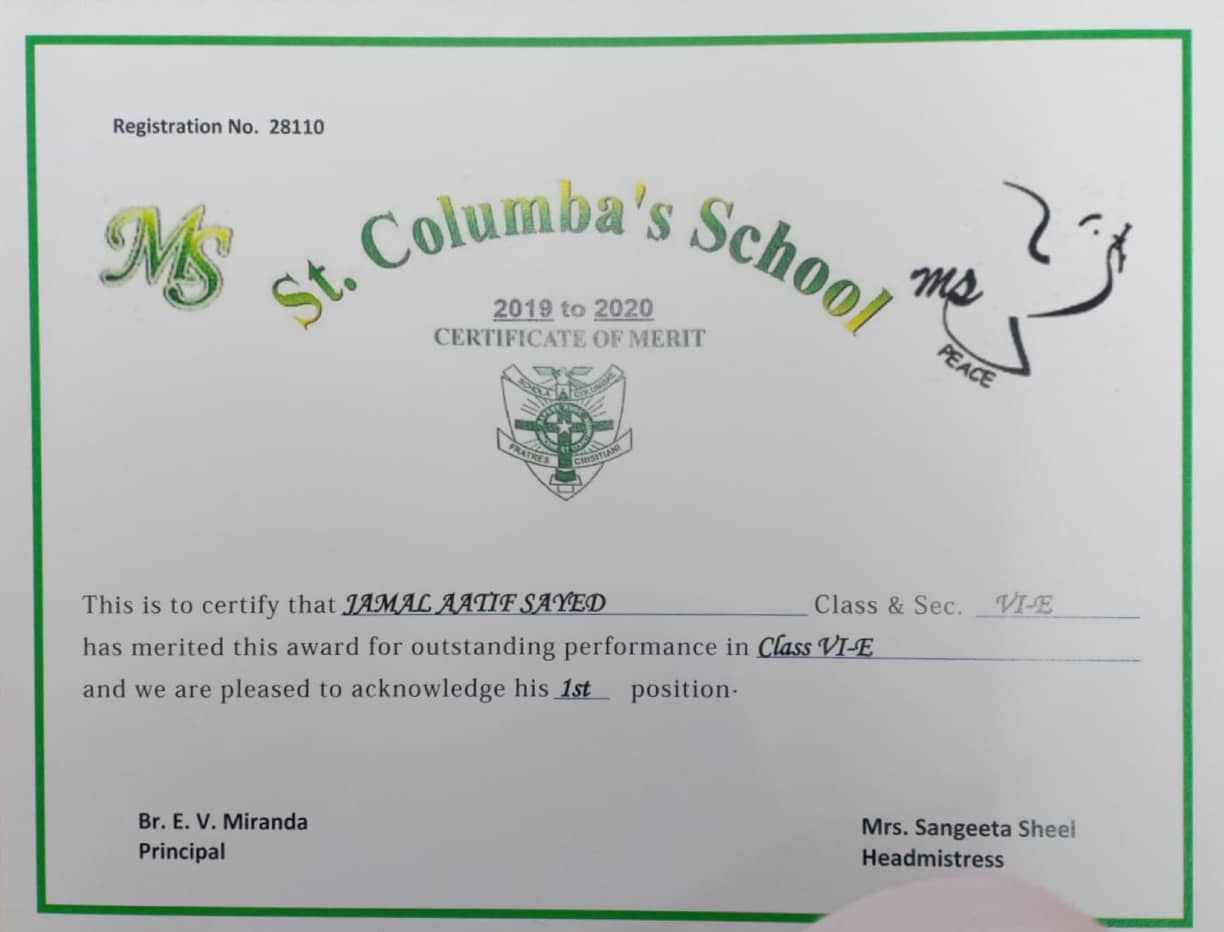 Registration No. 28110
MS
St. Columba's School
ms
PEACE
2019 to 2020
CERTIFICATE OF MERIT
SCHOLA COLUMBAE
FRATRES CRISITIANI
This is to certify that JAMAL AATIF SAYED Class & Sec. VI-E
has merited this award for outstanding performance in Class VI-E
and we are pleased to acknowledge his 1st position.
Br. E. V. Miranda
Principal
Mrs. Sangeeta Sheel
Headmistress